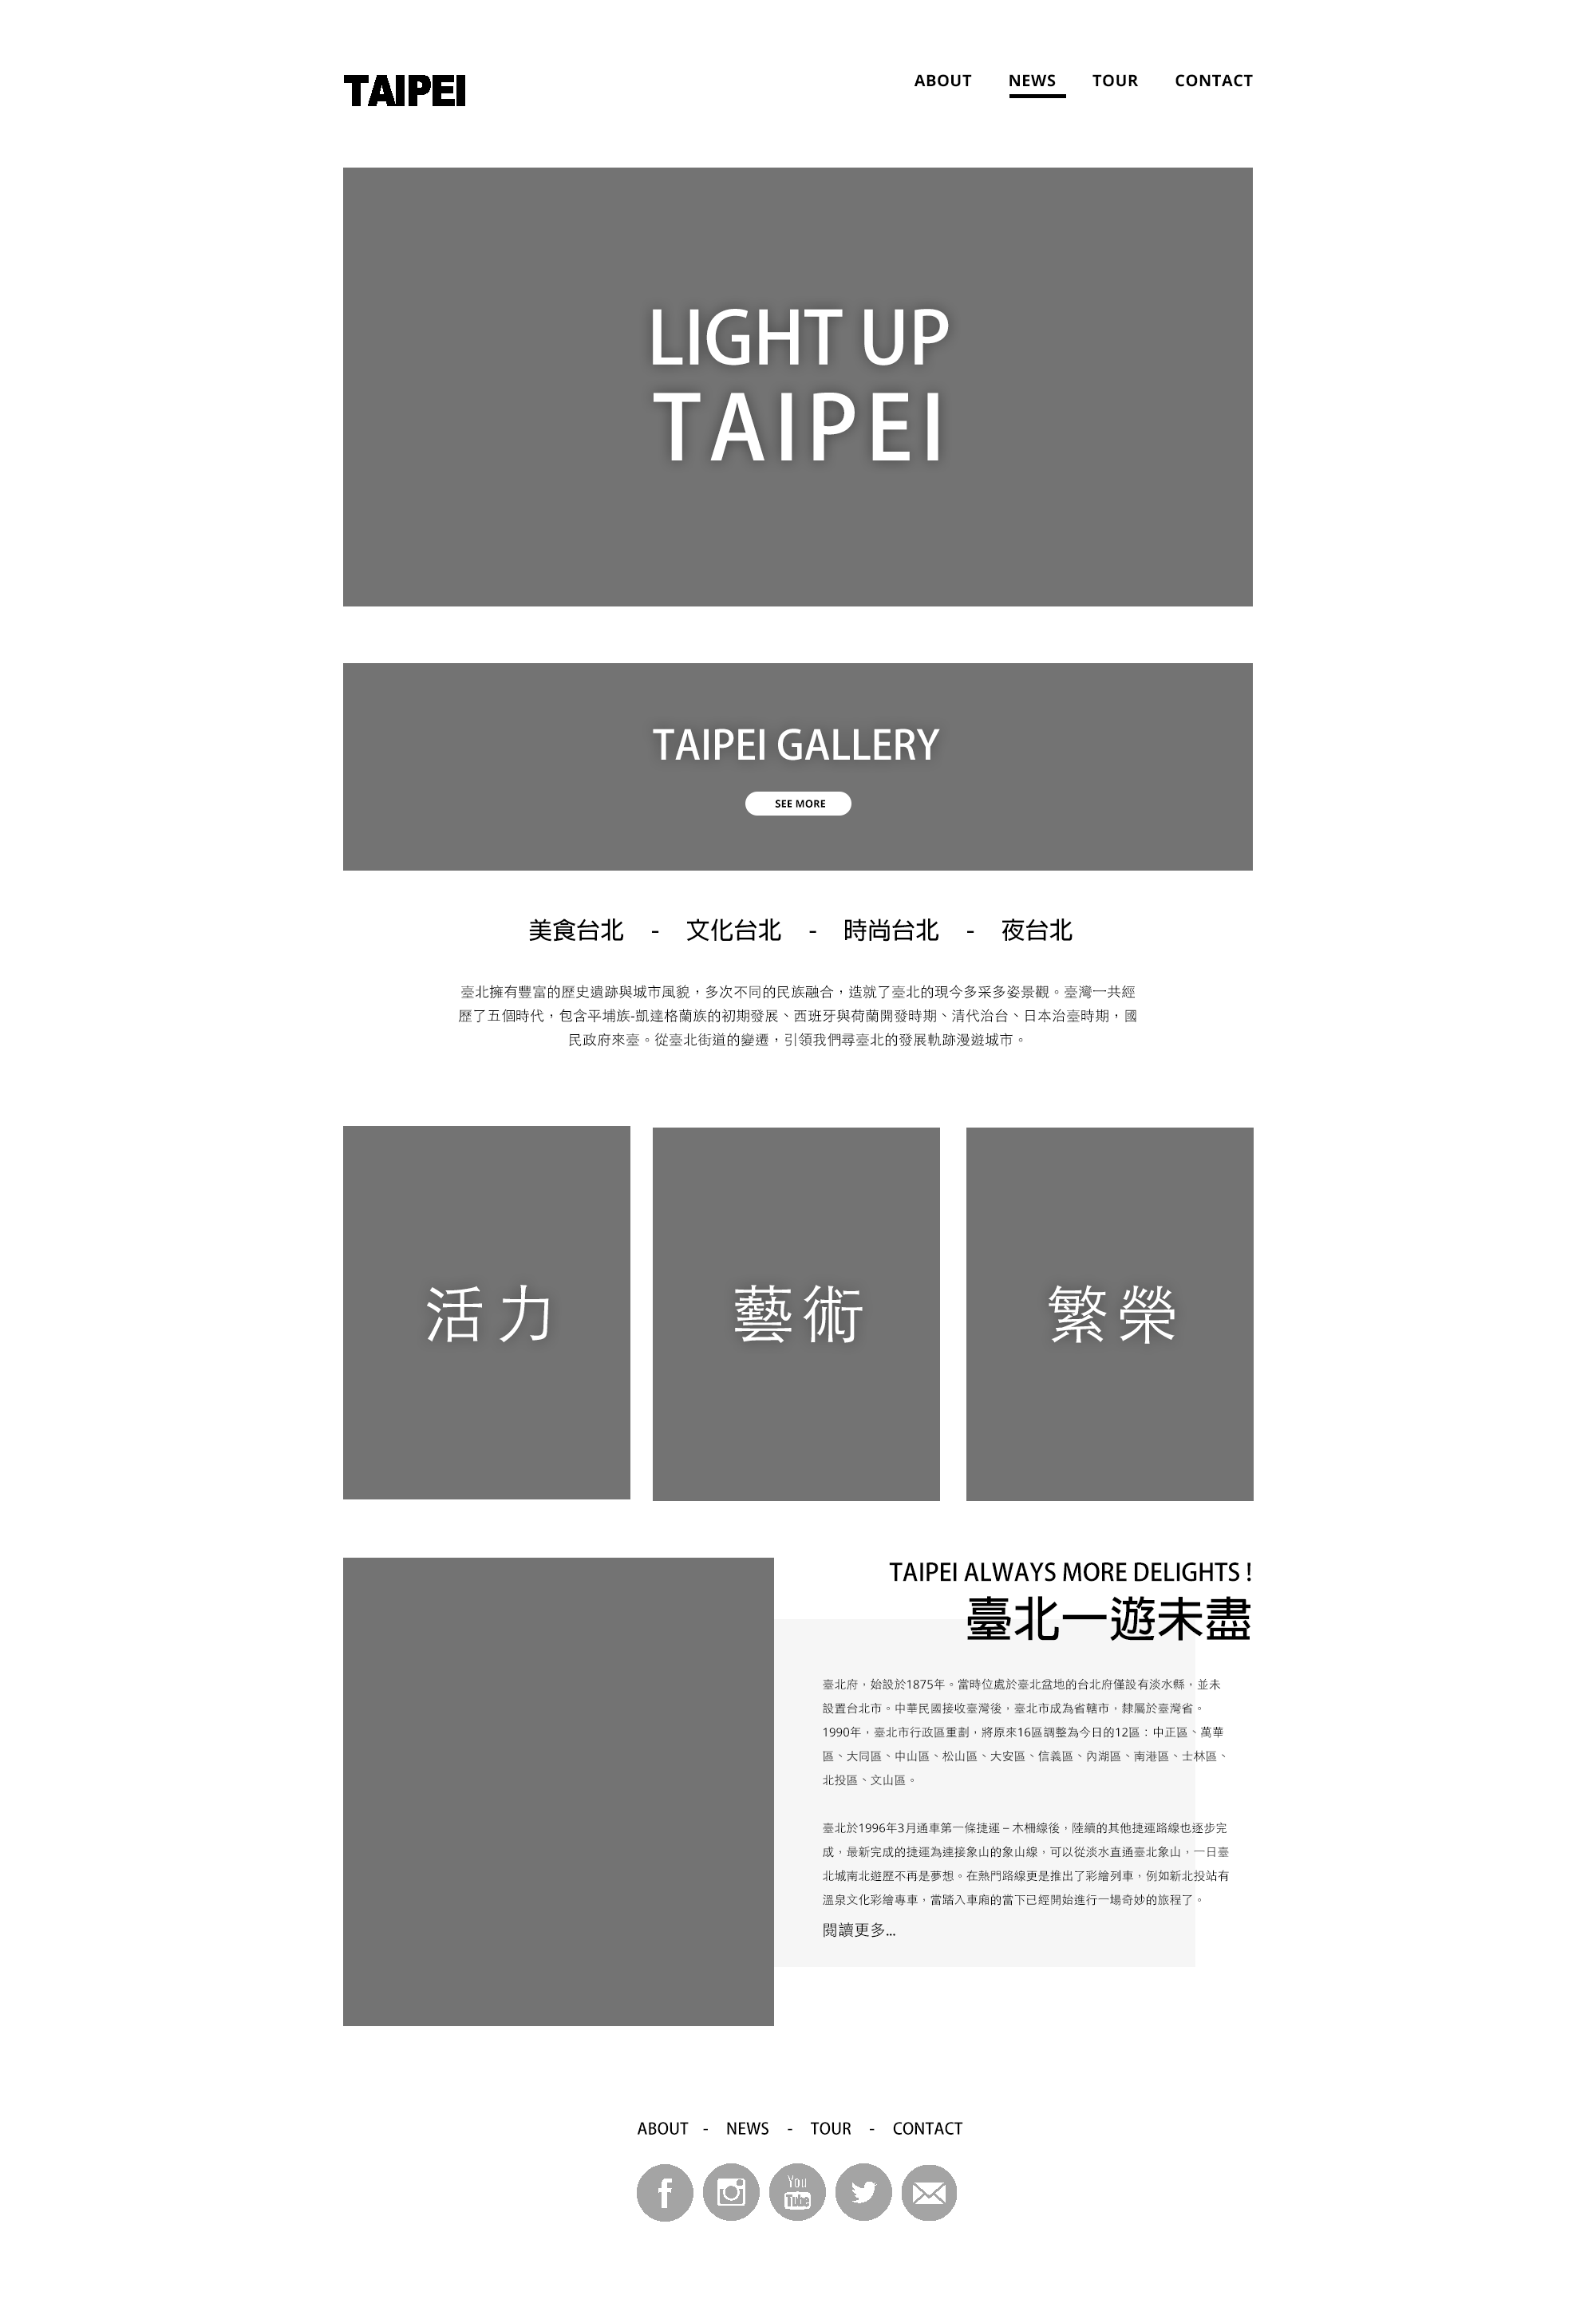 TAIPEI
ABOUT NEWS TOUR CONTACT
LIGHT UP
TAIPEI
TAIPEI GALLERY
SEE MORE
美食台北 - 文化台北 - 時尚台北 - 夜台北
臺北擁有豐富的歷史遺跡與城市風貌，多次不同的民族融合，造就了臺北的現今多采多姿景觀。臺灣一共經
歷了五個時代，包含平埔族-凱達格蘭族的初期發展、西班牙與荷蘭開發時期、清代治台、日本治臺時期，國
民政府來臺。從臺北街道的變遷，引領我們尋臺北的發展軌跡漫遊城市。
活力
藝術
繁榮
TAIPEI ALWAYS MORE DELIGHTS !
臺北一遊未盡
臺北府，始設於1875年。當時位處於臺北盆地的台北府僅設有淡水縣，並未
設置台北市。中華民國接收臺灣後，臺北市成為省轄市，隸屬於臺灣省。
1990年，臺北市行政區重劃，將原來16區調整為今日的12區：中正區、萬華
區、大同區、中山區、松山區、大安區、信義區、內湖區、南港區、士林區、
北投區、文山區。
臺北於1996年3月通車第一條捷運 – 木柵線後，陸續的其他捷運路線也逐步完
成，最新完成的捷運為連接象山的象山線，可以從淡水直通臺北象山，一日臺
北城南北遊歷不再是夢想。在熱門路線更是推出了彩繪列車，例如新北投站有
溫泉文化彩繪專車，當踏入車廂的當下已經開始進行一場奇妙的旅程了。
閱讀更多...
ABOUT - NEWS - TOUR - CONTACT
f You Tube